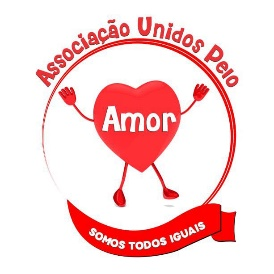 Associação Unidos Pelo
Amor
SOMOS TODOS IGUAIS